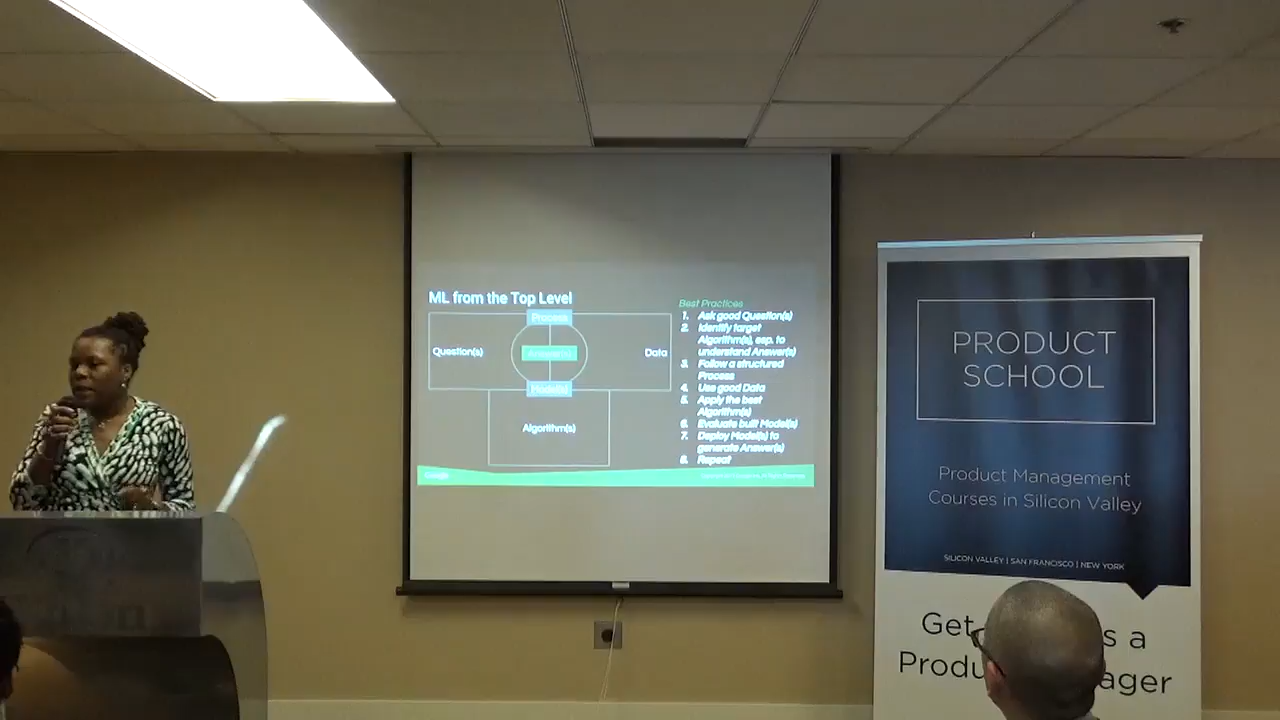 ML from the Top Level
Process
Question(s)
Answer(s)
Data
Model(s)
Algorithm(s)
Best Practices
1. Ask good Question(s)
2. Identify target
Algorithm(s), esp. to
understand Answer(s)
3. Follow a structured
Process
4. Use good Data
5. Apply the best
Algorithm(s)
6. Evaluate built Model(s)
7. Deploy Model(s) to
generate Answer(s)
8. Repeat
PRODUCT
SCHOOL
Product Management
Courses in Silicon Valley
SILICON VALLEY | SAN FRANCISCO | NEW YORK
Get s a
Produ ager